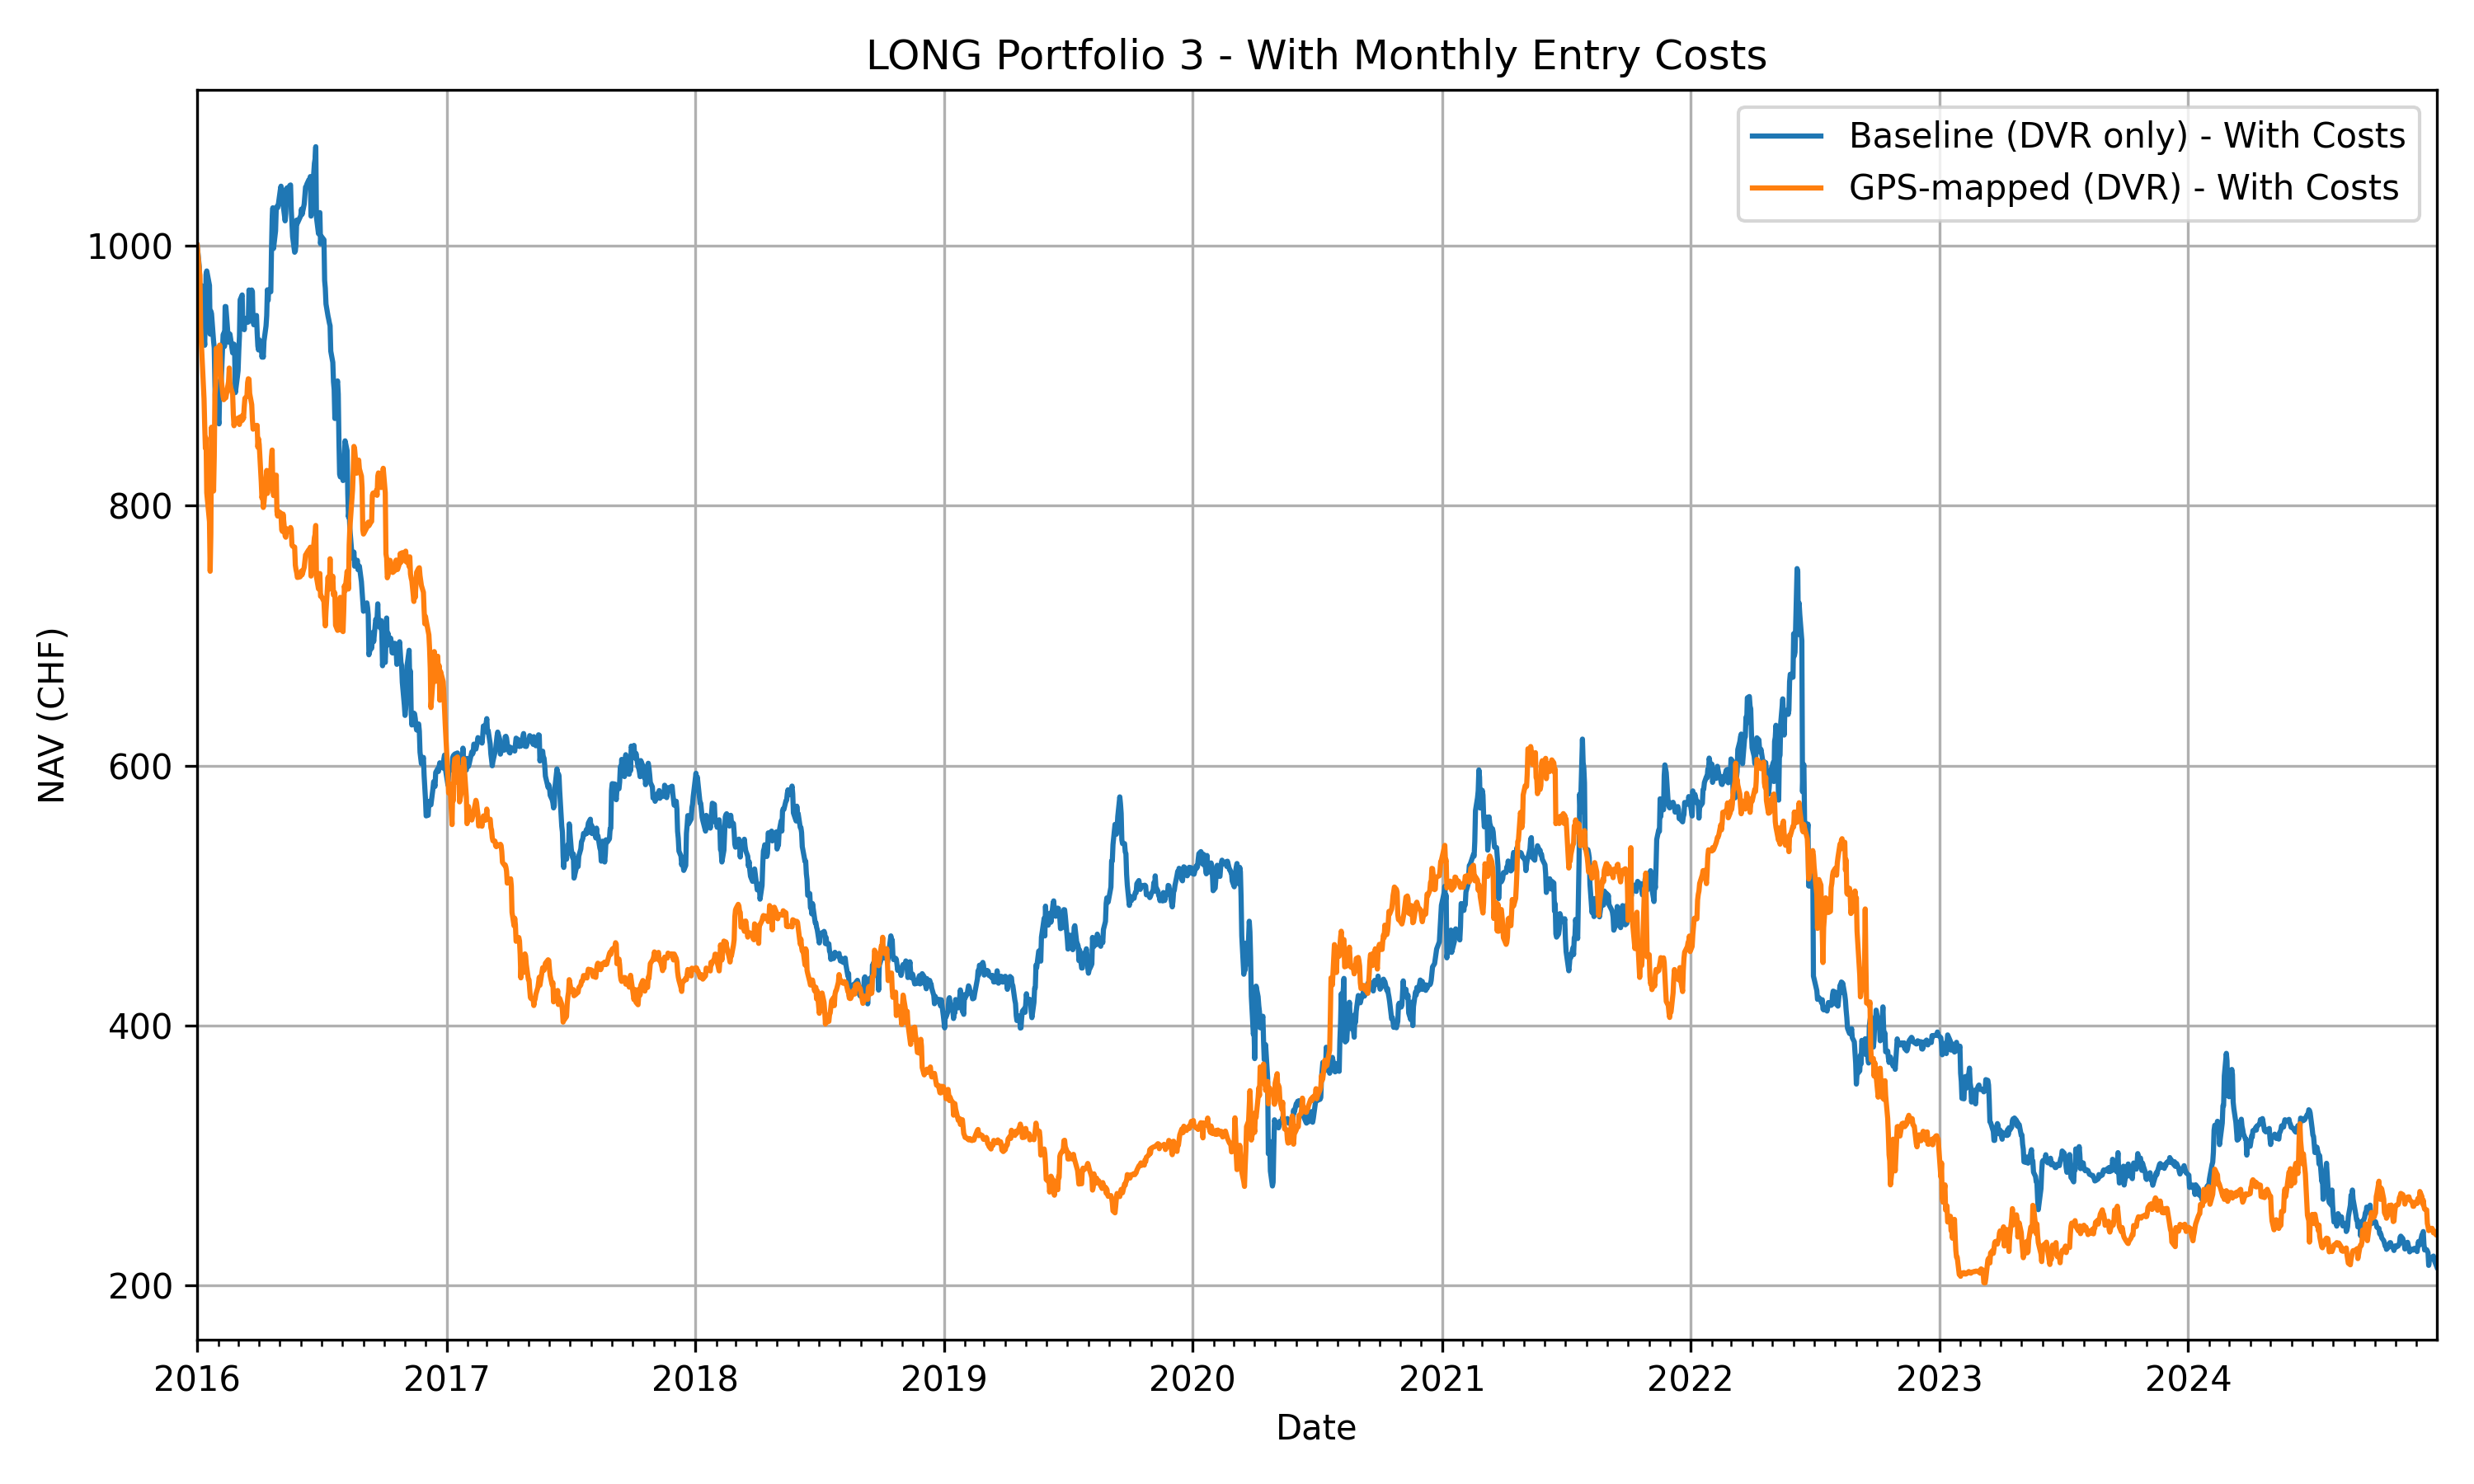 LONG Portfolio 3 - With Monthly Entry Costs
Baseline (DVR only) - With Costs
GPS-mapped (DVR) - With Costs
NAV (CHF)
1000
800
600
400
200
2016 2017 2018 2019 2020 2021 2022 2023 2024
Date